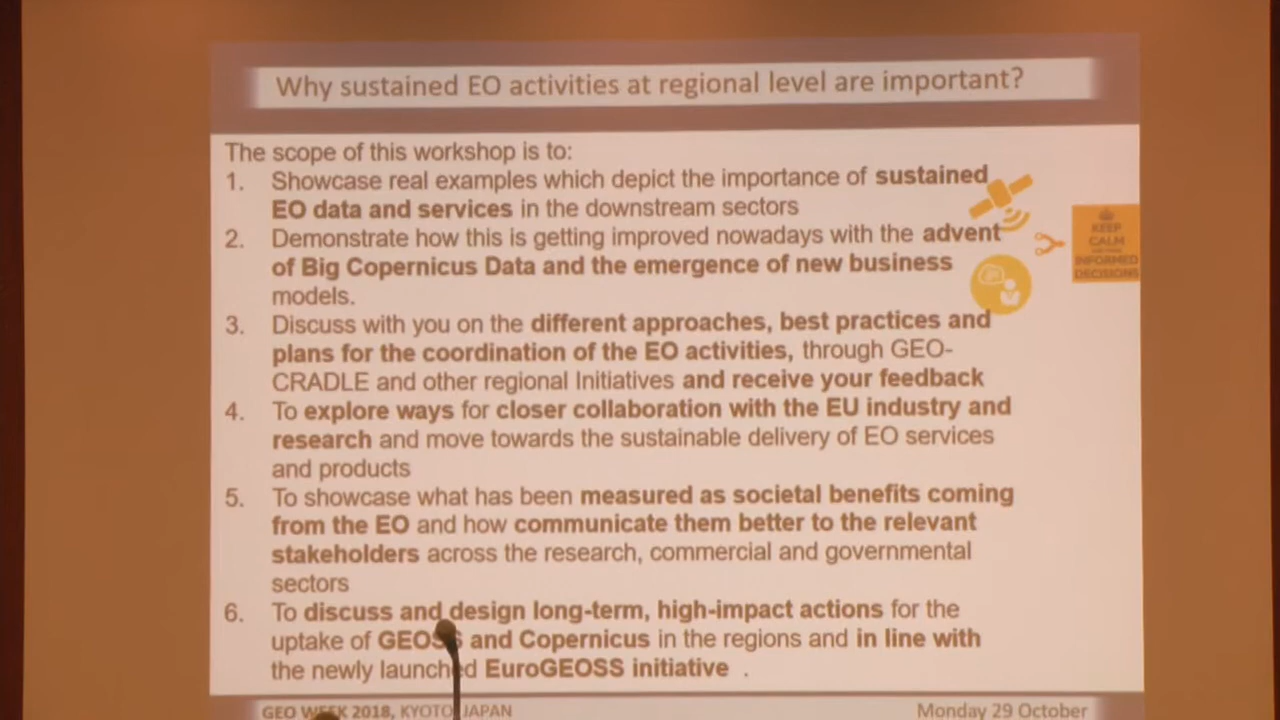 Why sustained EO activities at regional level are important?
The scope of this workshop is to:
1. Showcase real examples which depict the importance of sustained
EO data and services in the downstream sectors
2. Demonstrate how this is getting improved nowadays with the advent
of Big Copernicus Data and the emergence of new business
models.
3. Discuss with you on the different approaches, best practices and
plans for the coordination of the EO activities, through GEO-
CRADLE and other regional Initiatives and receive your feedback
4. To explore ways for closer collaboration with the EU industry and
research and move towards the sustainable delivery of EO services
and products
5. To showcase what has been measured as societal benefits coming
from the EO and how communicate them better to the relevant
stakeholders across the research, commercial and governmental
sectors
6. To discuss and design long-term, high-impact actions for the
uptake of GEOSS and Copernicus in the regions and in line with
the newly launched EuroGEOSS initiative .
KEEP
CALM
INFORMED
DECISIONS
GEO WEEK 2018, KYOTO, JAPAN
Monday 29 October